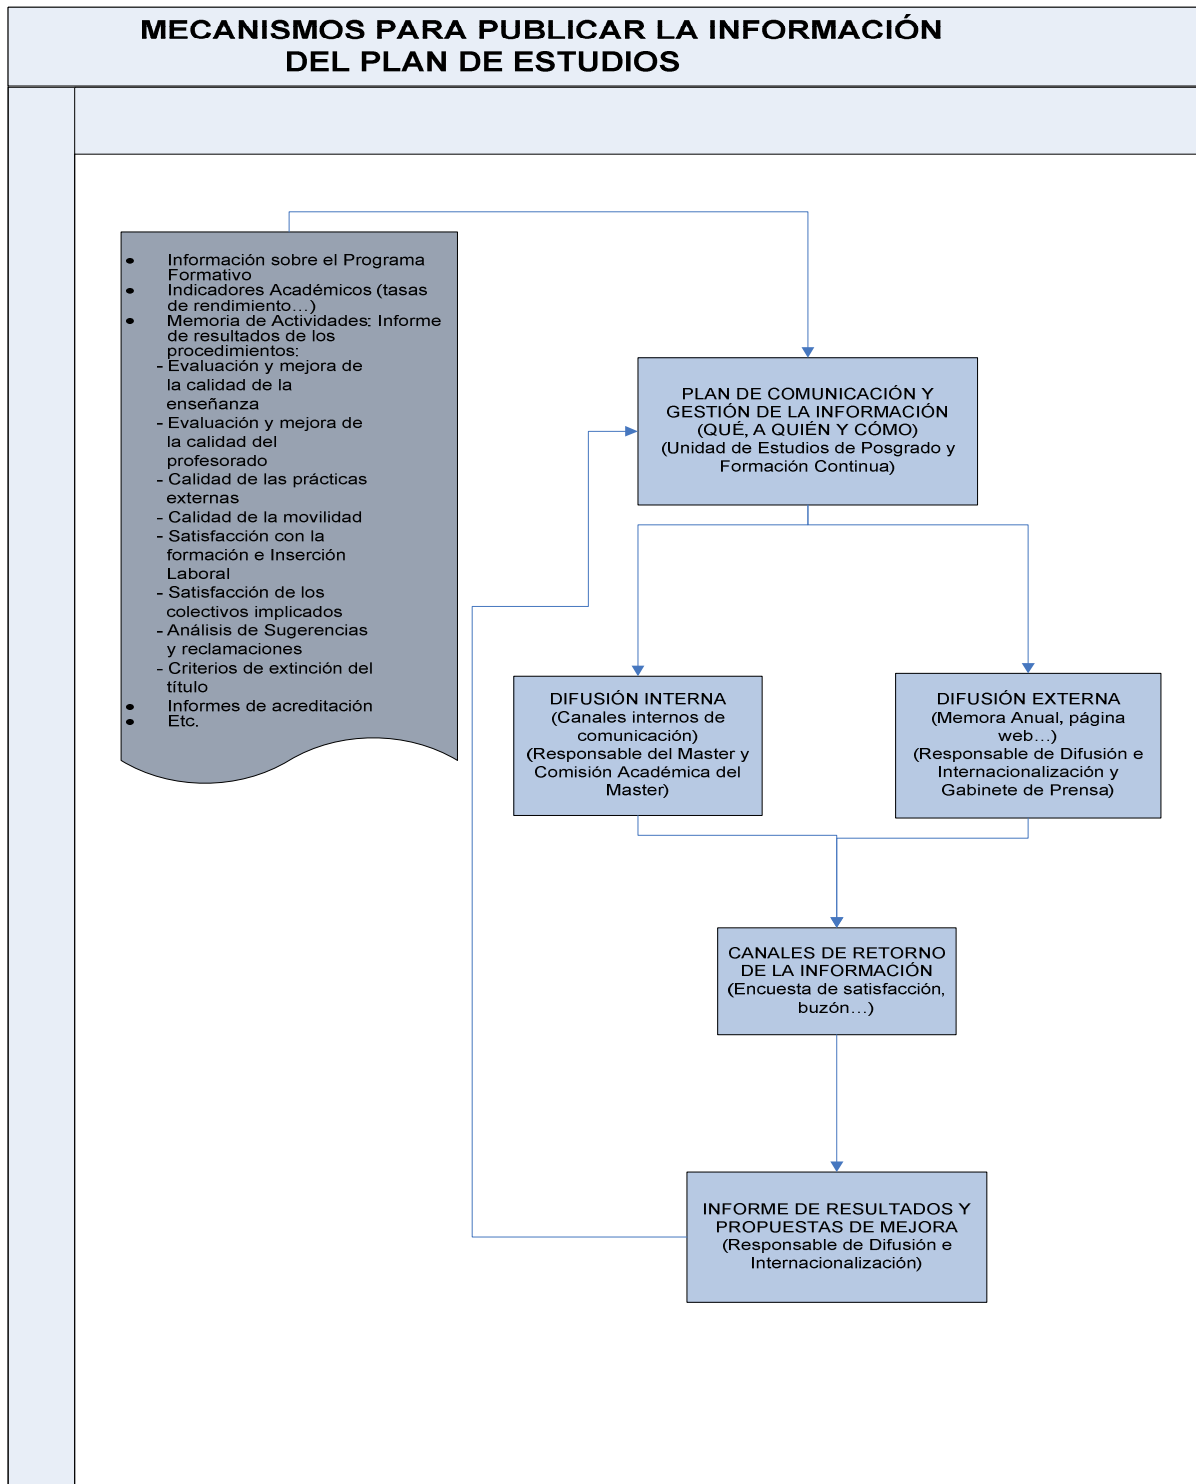 MECANISMOS PARA PUBLICAR LA INFORMACIÓN
DEL PLAN DE ESTUDIOS
● Información sobre el Programa
Formativo
● Indicadores Académicos (tasas
de rendimiento…)
● Memoria de Actividades: Informe
de resultados de los
procedimientos:
- Evaluación y mejora de
la calidad de la
enseñanza
- Evaluación y mejora de
la calidad del
profesorado
- Calidad de las prácticas
externas
- Calidad de la movilidad
- Satisfacción con la
formación e Inserción
Laboral
- Satisfacción de los
colectivos implicados
- Análisis de Sugerencias
y reclamaciones
- Criterios de extinción del
título
● Informes de acreditación
● Etc.
PLAN DE COMUNICACIÓN Y
GESTIÓN DE LA INFORMACIÓN
(QUÉ, A QUIÉN Y CÓMO)
(Unidad de Estudios de Posgrado y
Formación Continua)
DIFUSIÓN INTERNA
(Canales internos de
comunicación)
(Responsable del Master y
Comisión Académica del
Master)
DIFUSIÓN EXTERNA
(Memora Anual, página
web…)
(Responsable de Difusión e
Internacionalización y
Gabinete de Prensa)
CANALES DE RETORNO
DE LA INFORMACIÓN
(Encuesta de satisfacción,
buzón…)
INFORME DE RESULTADOS Y
PROPUESTAS DE MEJORA
(Responsable de Difusión e
Internacionalización)